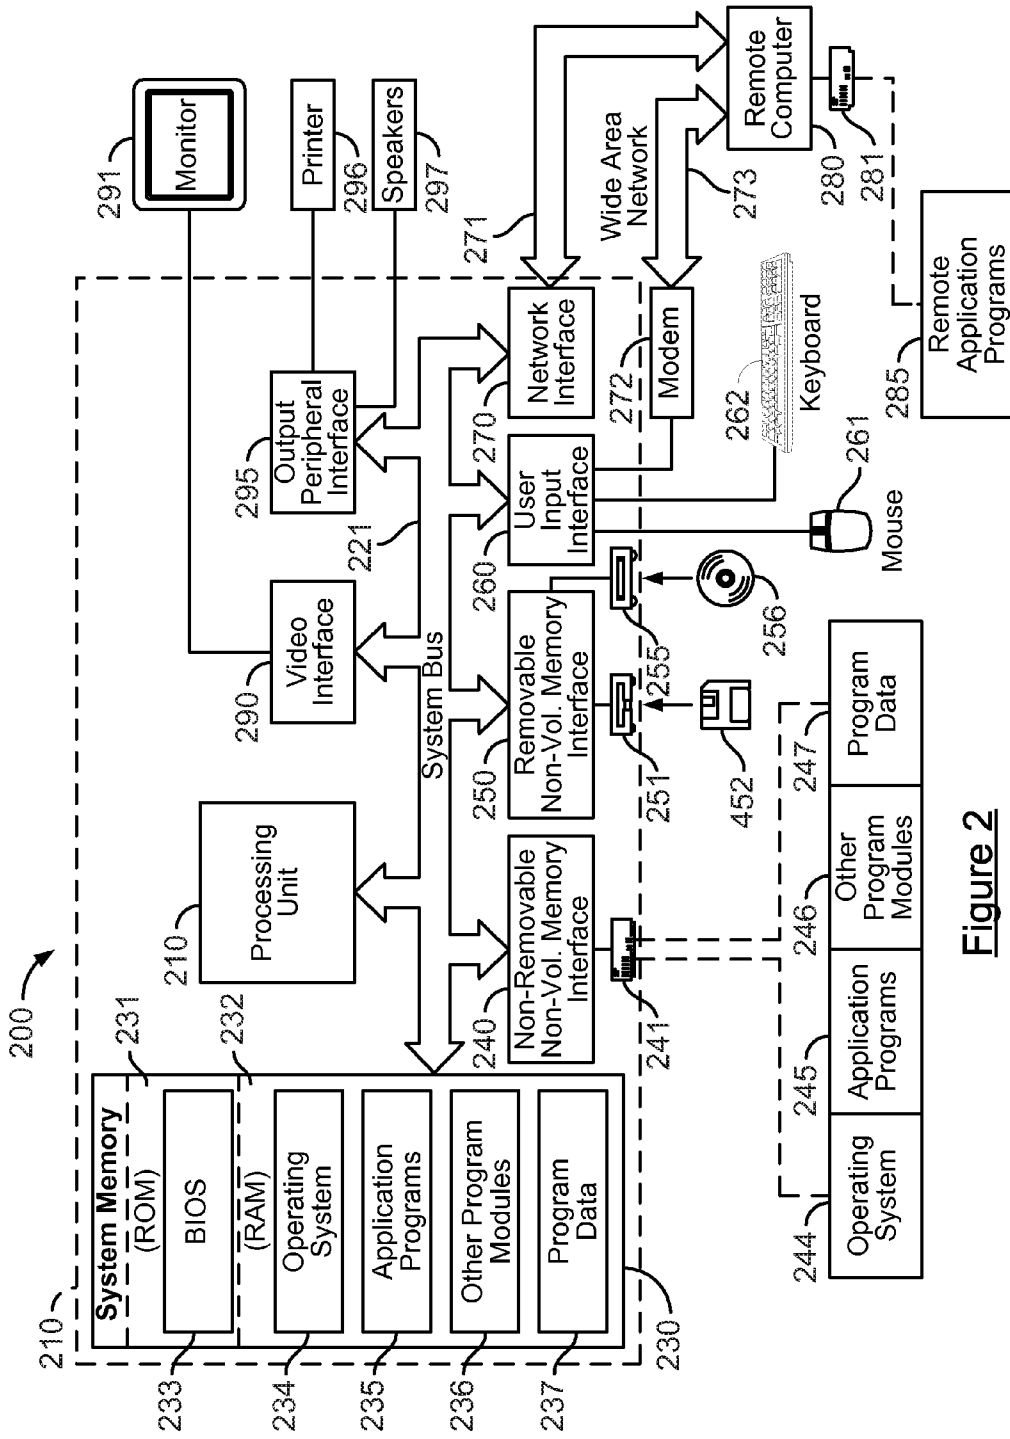 200
210
System Memory
(ROM)
231
BIOS
233
(RAM)
232
Operating
System
234
Application
Programs
235
Other Program
Modules
236
Program
Data
237
230
210
Processing
Unit
290
Video
Interface
295
Output
Peripheral
Interface
291
Monitor
Printer
296
Speakers
297
System Bus
221
240
Non-Removable
Non-Vol. Memory
Interface
250
Removable
Non-Vol. Memory
Interface
260
User
Input
Interface
270
Network
Interface
271
Wide Area
Network
273
272
Modem
241
251
255
452
256
261
Mouse
262
Keyboard
Remote
Computer
280
281
285
Remote
Application
Programs
244
Operating
System
245
Application
Programs
246
Other
Program
Modules
247
Program
Data
Figure 2